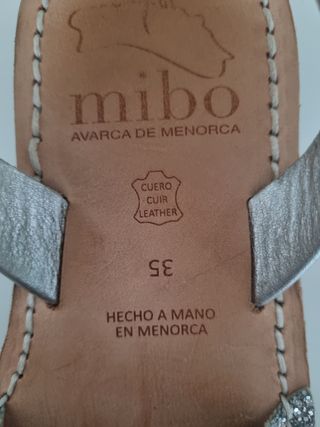 mibo
AVARCA DE MENORCA
CUERO
CUIR
LEATHER
35
HECHO A MANO
EN MENORCA